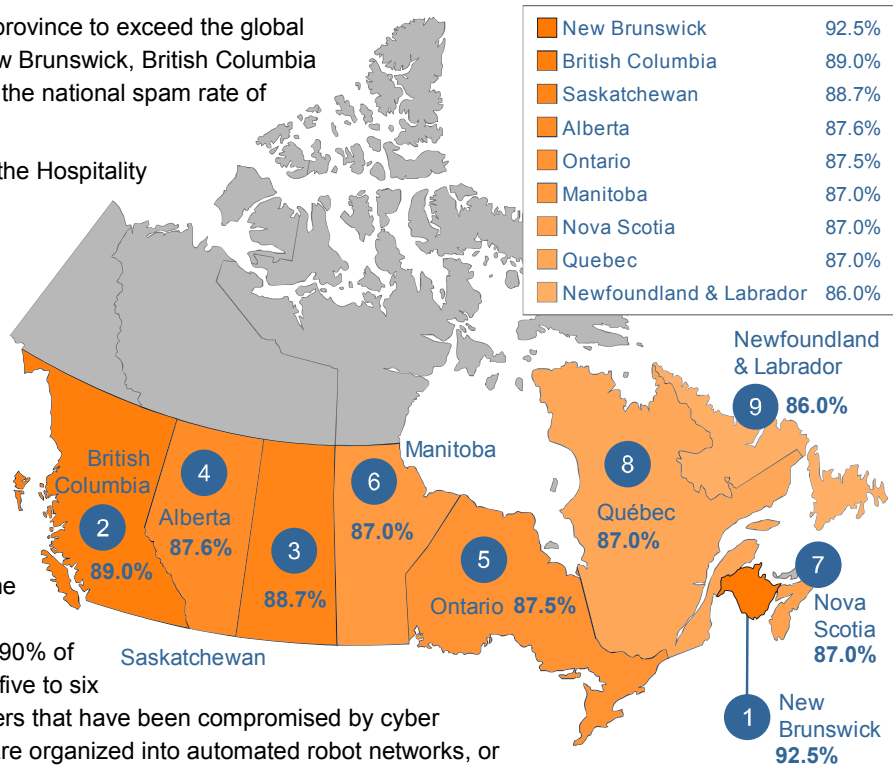 province to exceed the global
w Brunswick, British Columbia
the national spam rate of
the Hospitality
New Brunswick 92.5%
British Columbia 89.0%
Saskatchewan 88.7%
Alberta 87.6%
Ontario 87.5%
Manitoba 87.0%
Nova Scotia 87.0%
Quebec 87.0%
Newfoundland & Labrador 86.0%
Newfoundland
& Labrador
9 86.0%
British
Columbia
2
89.0%
4
Alberta
87.6%
3
88.7%
Saskatchewan
Manitoba
6
87.0%
5
Ontario 87.5%
8
Québec
87.0%
7
Nova
Scotia
87.0%
1
New
Brunswick
92.5%
ne
90% of
five to six
ers that have been compromised by cyber
re organized into automated robot networks, or